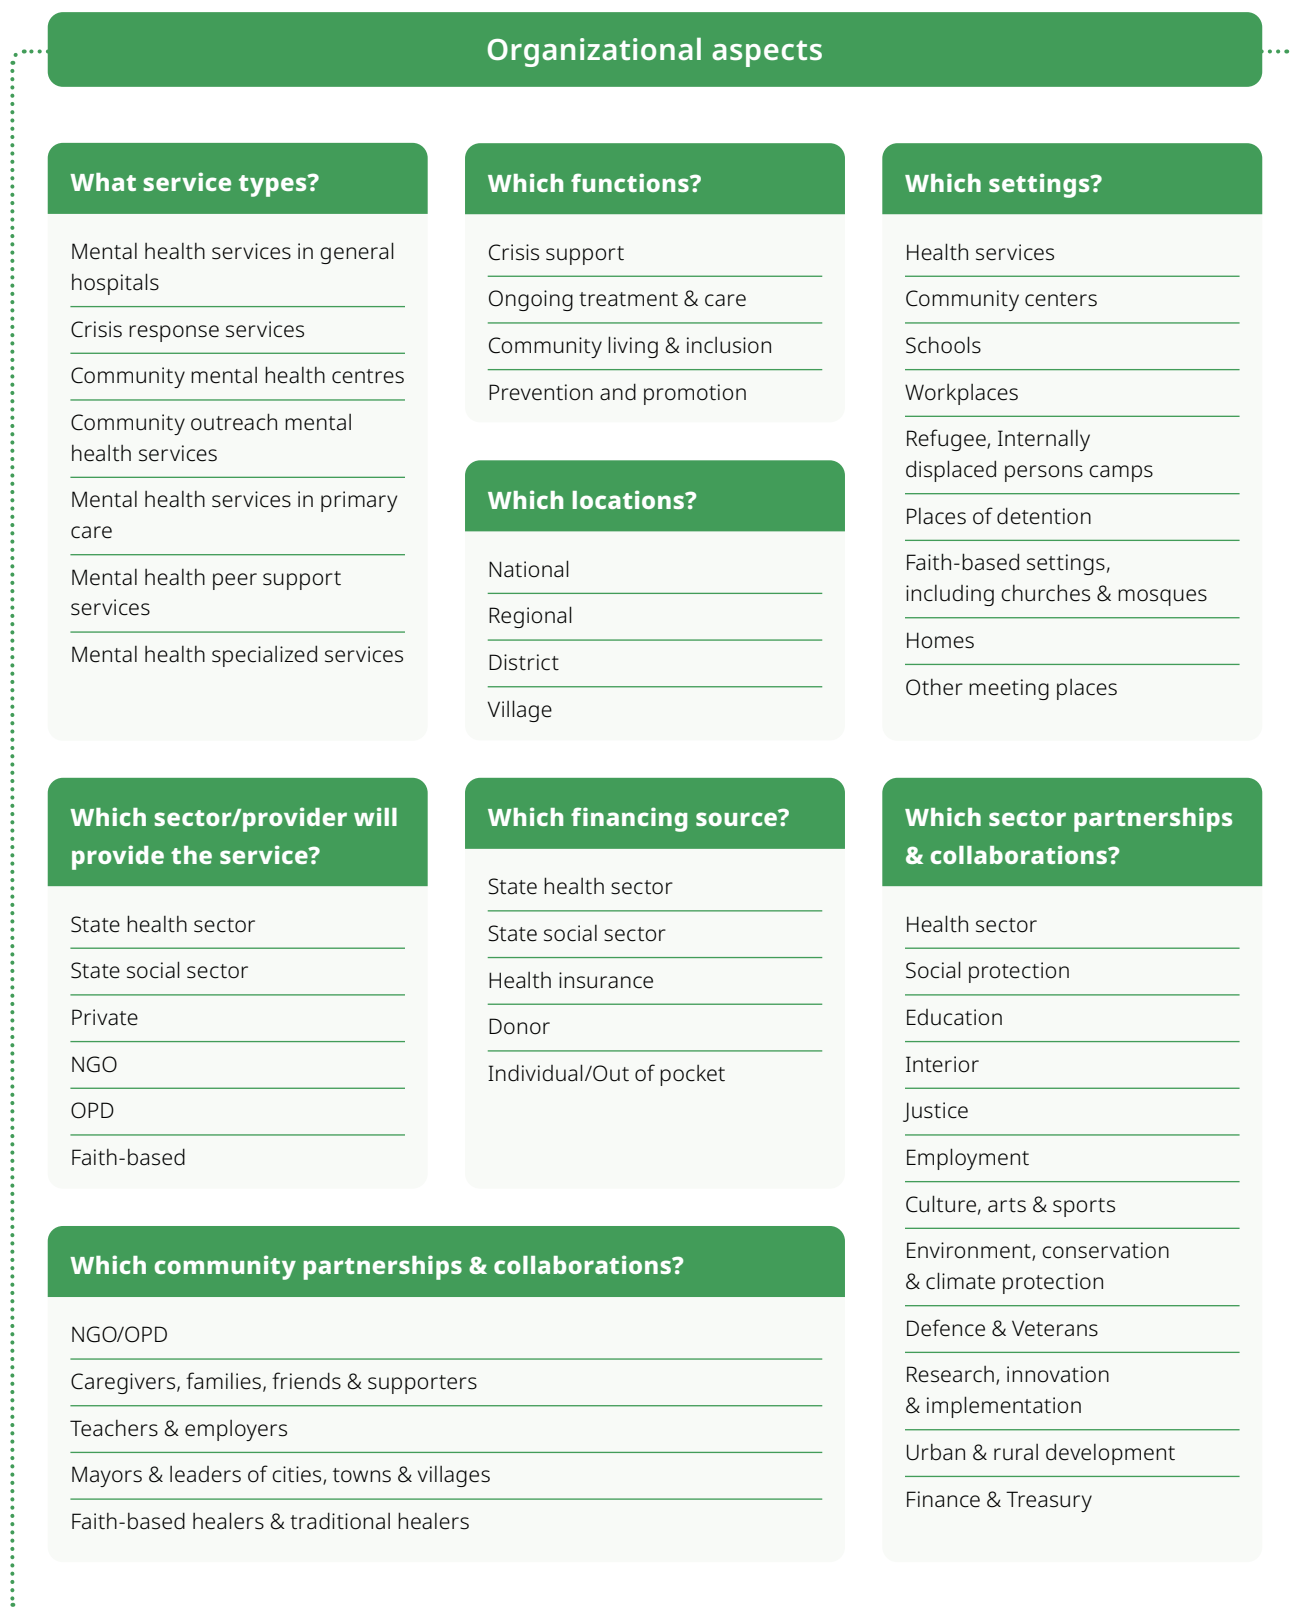 Organizational aspects
What service types?
Mental health services in general
hospitals
Crisis response services
Community mental health centres
Community outreach mental
health services
Mental health services in primary
care
Mental health peer support
services
Mental health specialized services
Which functions?
Crisis support
Ongoing treatment & care
Community living & inclusion
Prevention and promotion
Which locations?
National
Regional
District
Village
Which settings?
Health services
Community centers
Schools
Workplaces
Refugee, Internally
displaced persons camps
Places of detention
Faith-based settings,
including churches & mosques
Homes
Other meeting places
Which sector/provider will
provide the service?
State health sector
State social sector
Private
NGO
OPD
Faith-based
Which financing source?
State health sector
State social sector
Health insurance
Donor
Individual/Out of pocket
Which sector partnerships
& collaborations?
Health sector
Social protection
Education
Interior
Justice
Employment
Culture, arts & sports
Environment, conservation
& climate protection
Defence & Veterans
Research, innovation
& implementation
Urban & rural development
Finance & Treasury
Which community partnerships & collaborations?
NGO/OPD
Caregivers, families, friends & supporters
Teachers & employers
Mayors & leaders of cities, towns & villages
Faith-based healers & traditional healers